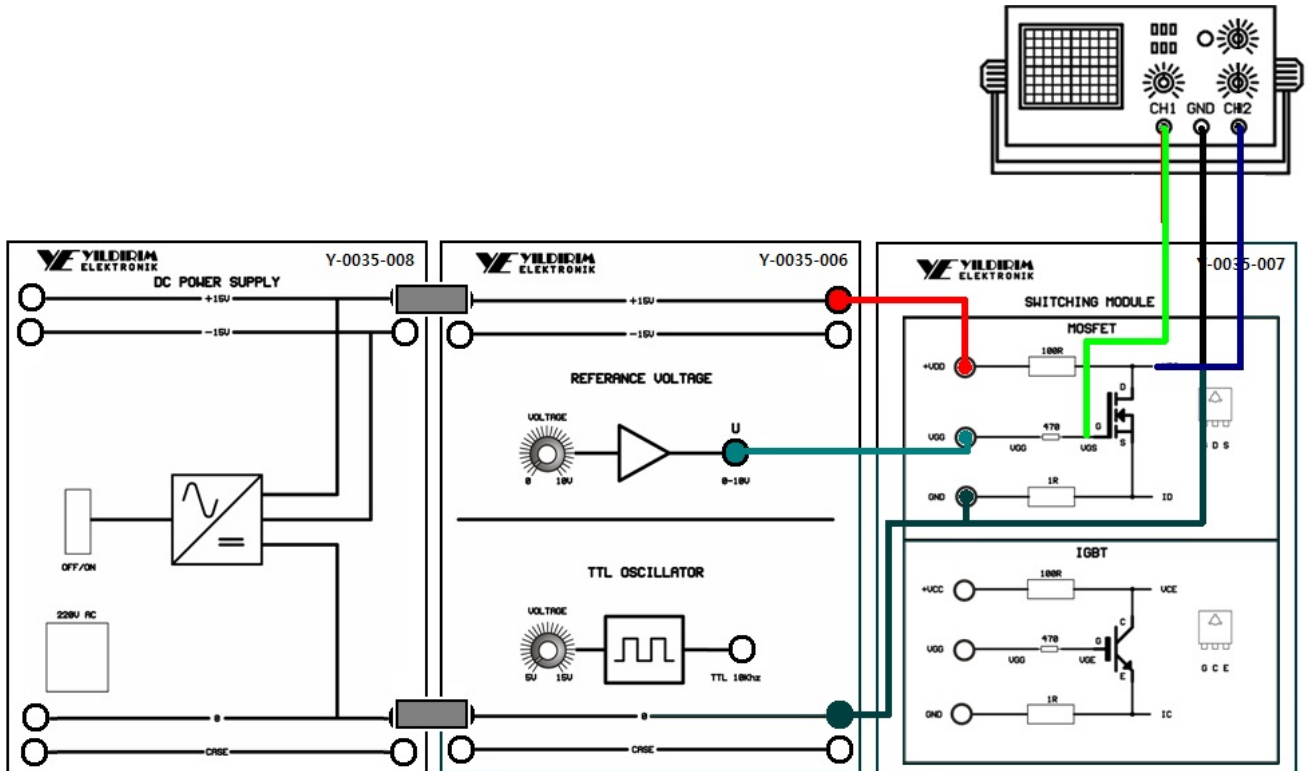 CH1 GND CH2
YE YILDIRIM
ELEKTRONIK
Y-0035-008
DC POWER SUPPLY
+15V
-15V
OFF/ON
220V AC
0
CASE
YE YILDIRIM
ELEKTRONIK
Y-0035-006
+15V
-15V
REFERANCE VOLTAGE
VOLTAGE
0 10V
U
0-10V
TTL OSCILLATOR
VOLTAGE
5V 15V
TTL 10Khz
0
CASE
YE YILDIRIM
ELEKTRONIK
Y-0035-007
SWITCHING MODULE
MOSFET
+VDD
100R
D
VGG
470
G
VGG
VGS
S
D S
GND
1R
ID
IGBT
+VCC
100R
VCE
C
VGG
470
G
VGG
VGE
E
G C E
GND
1R
IC